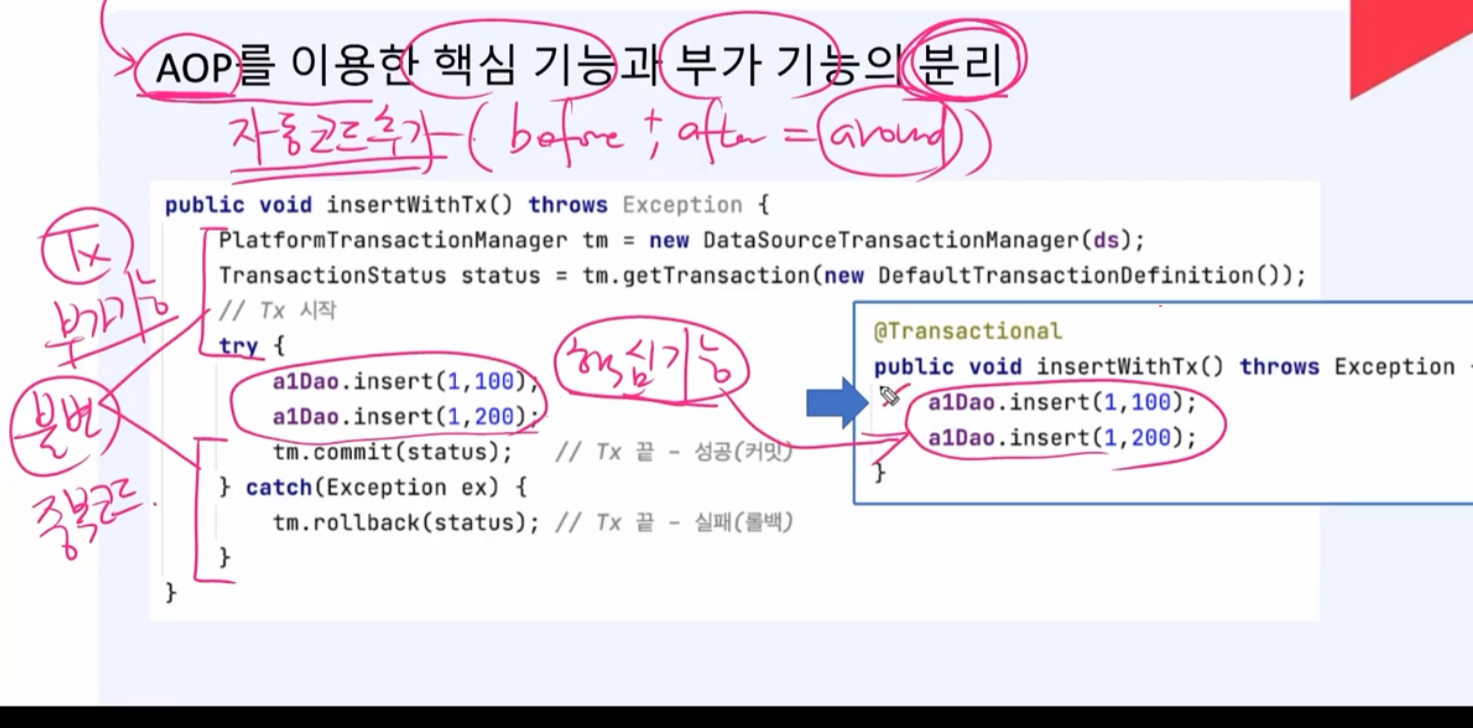 AOP를 이용한 핵심 기능과 부가 기능의 분리
자동코드추가 - ( before + after = around )
public void insertWithTx() throws Exception {
PlatformTransactionManager tm = new DataSourceTransactionManager(ds);
TransactionStatus status = tm.getTransaction(new DefaultTransactionDefinition());
// Tx 시작
try {
a1Dao.insert(1,100);
a1Dao.insert(1,200);
tm.commit(status); // Tx 끝 - 성공(커밋)
} catch(Exception ex) {
tm.rollback(status); // Tx 끝 - 실패(롤백)
}
}
Tx
부가기능
불변
중복코드.
핵심기능
@Transactional
public void insertWithTx() throws Exception
a1Dao.insert(1,100);
a1Dao.insert(1,200);
}